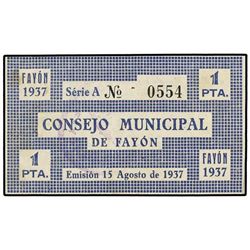 FAYÓN
1937
Série A No - 0554
1
PTA.
CONSEJO MUNICIPAL
DE FAYÓN
1
PTA.
Emisión 15 Agosto de 1937
FAYÓN
1937